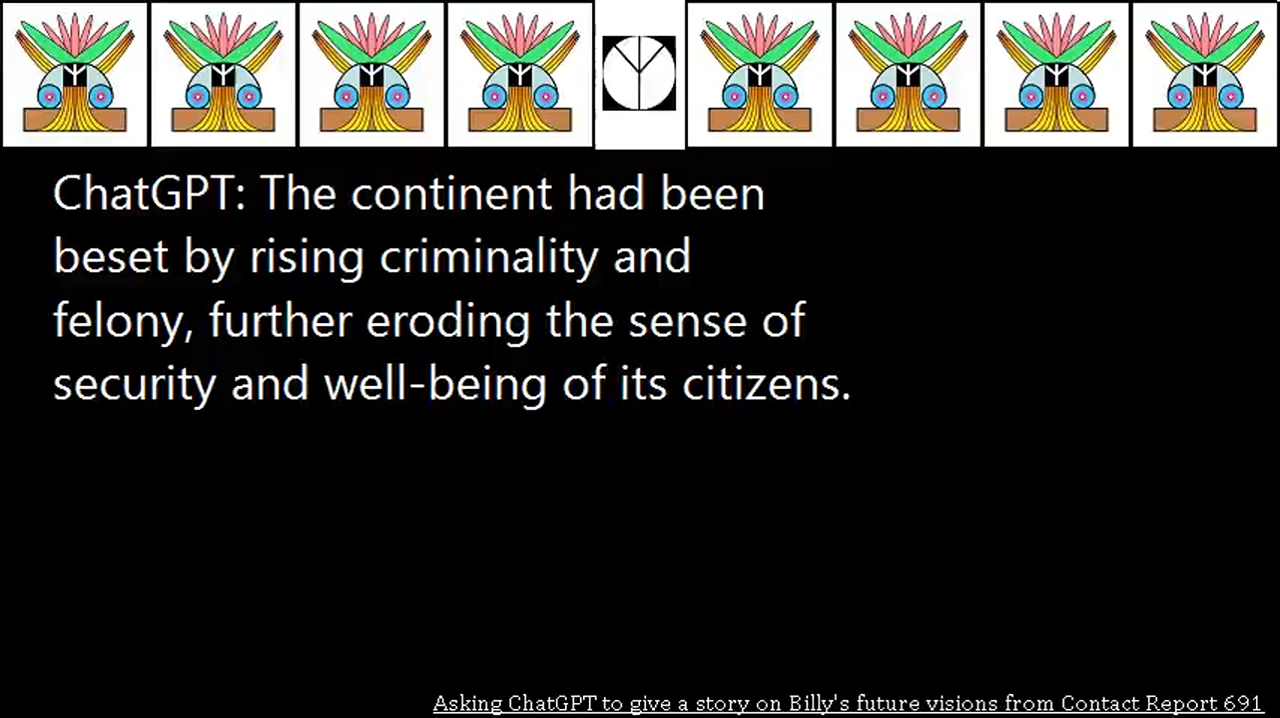 ChatGPT: The continent had been
beset by rising criminality and
felony, further eroding the sense of
security and well-being of its citizens.
Asking ChatGPT to give a story on Billy's future visions from Contact Report 691